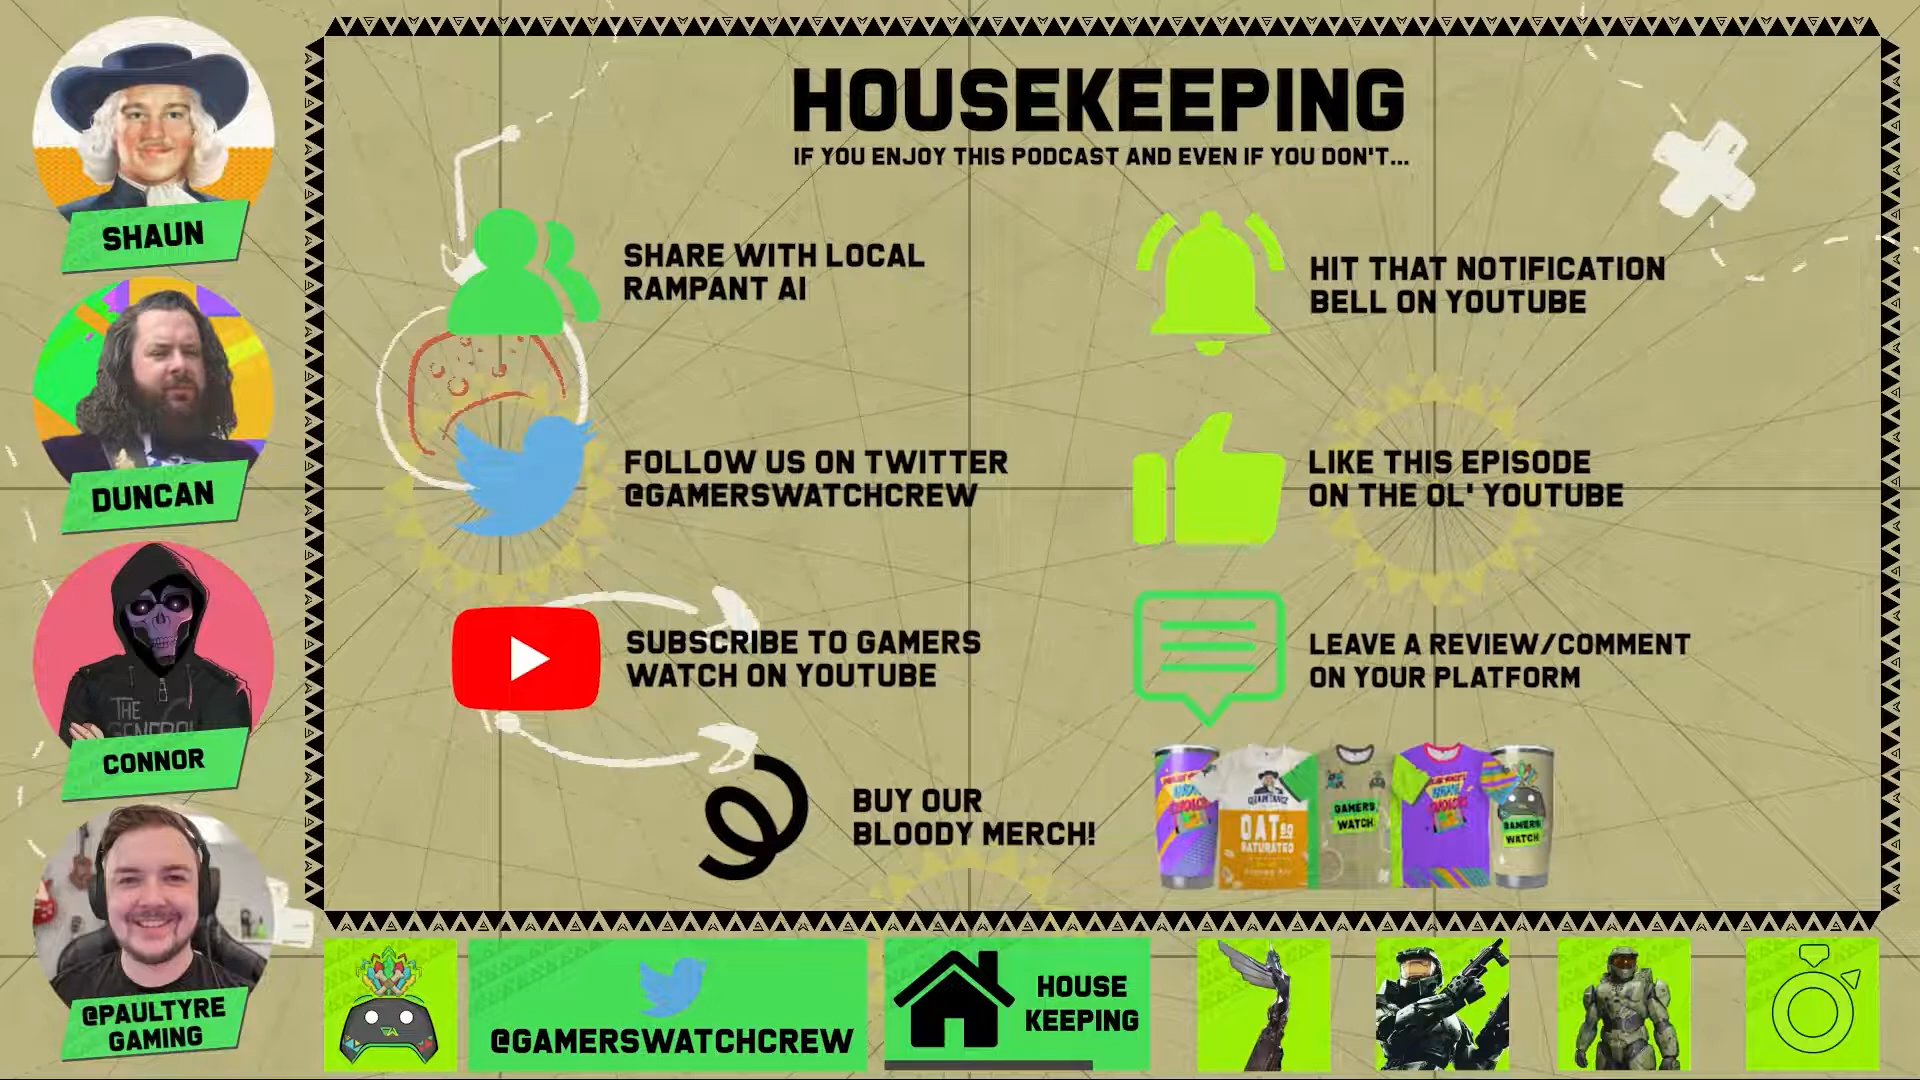 HOUSEKEEPING
IF YOU ENJOY THIS PODCAST AND EVEN IF YOU DON'T...
SHARE WITH LOCAL
RAMPANT AI
HIT THAT NOTIFICATION
BELL ON YOUTUBE
FOLLOW US ON TWITTER
@GAMERSWATCHCREW
LIKE THIS EPISODE
ON THE OL' YOUTUBE
SUBSCRIBE TO GAMERS
WATCH ON YOUTUBE
LEAVE A REVIEW/COMMENT
ON YOUR PLATFORM
BUY OUR
BLOODY MERCH!
OAT SO
SATURATED
GAMERS
WATCH
GAMERS
WATCH
SHAUN
DUNCAN
THE
GENERAL
CONNOR
@PAULTYRE
GAMING
@GAMERSWATCHCREW
HOUSE
KEEPING